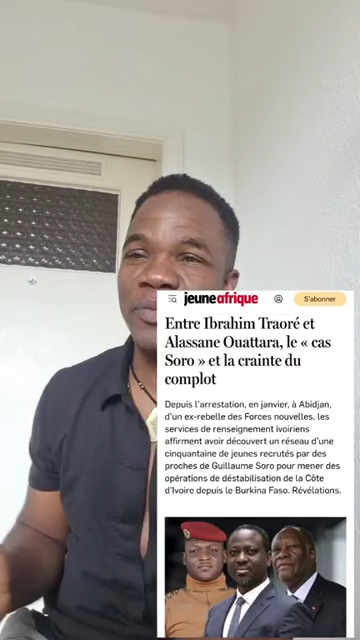 jeuneafrique
S'abonner
Entre Ibrahim Traoré et
Alassane Ouattara, le « cas
Soro » et la crainte du
complot
Depuis l'arrestation, en janvier, à Abidjan,
d'un ex-rebelle des Forces nouvelles, les
services de renseignement ivoiriens
affirment avoir découvert un réseau d'une
cinquantaine de jeunes recrutés par des
proches de Guillaume Soro pour mener des
opérations de déstabilisation de la Côte
d'Ivoire depuis le Burkina Faso. Révélations.